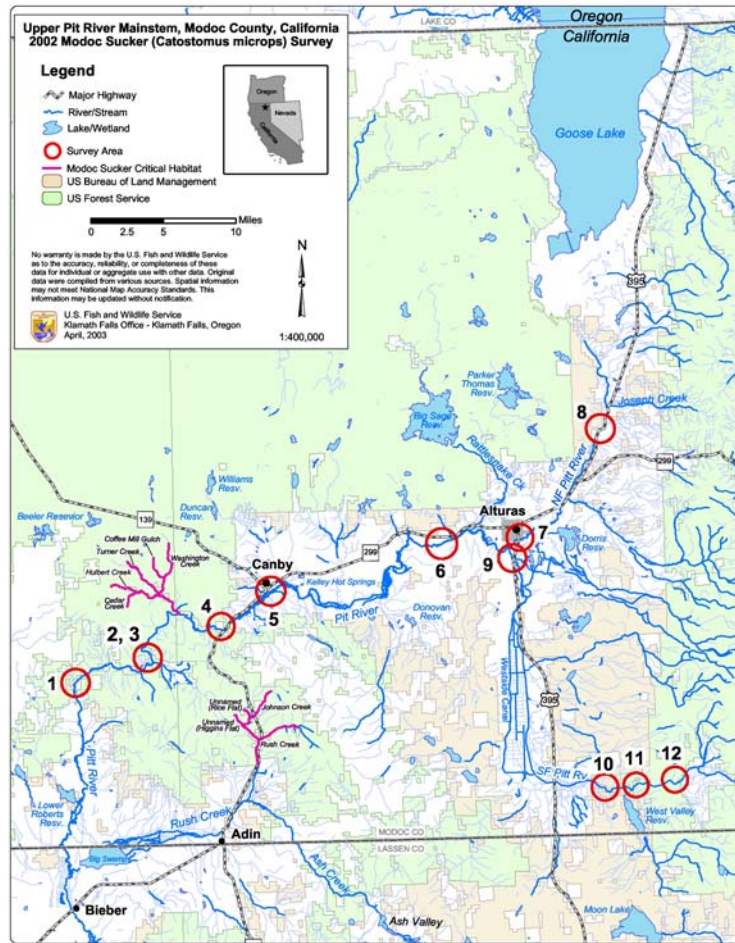 Upper Pit River Mainstem, Modoc County, California
2002 Modoc Sucker (Catostomus microps) Survey
Legend
Major Highway
River/Stream
Lake/Wetland
Survey Area
Modoc Sucker Critical Habitat
US Bureau of Land Management
US Forest Service
Oregon
Nevada
California
0 2.5 5 10 Miles
No warranty is made by the U.S. Fish and Wildlife Service
as to the accuracy, reliability, or completeness of these
data for individual or aggregate use with other data. Original
data were compiled from various sources. Spatial information
may not meet National Map Accuracy Standards. This
information may be updated without notification.
N
U.S. Fish and Wildlife Service
Klamath Falls Office - Klamath Falls, Oregon
April, 2003
1:400,000
LAKE CO
Oregon
California
Goose Lake
395
Parker
Thomas Resv.
Big Sage
Resv.
Joseph Creek
8
Rattlesnake Ck
NF Pitt River
299
Williams
Resv.
Duncan
Resv.
Beeler Resevior
139
Alturas
7
Dorris
Resv.
Coffee Mill Gulch
Turner Creek
Washington
Creek
Hulbert Creek
Cedar
Creek
Canby
299
Kelley Hot Springs
6
9
4
5
Pit River
Donovan
Resv.
2, 3
1
Westside Canal
395
Unnamed
(Rice Flat)
Johnson Creek
Unnamed
(Higgins Flat)
Rush Creek
Pitt River
10
11
12
SF Pitt Rv.
Lower
Roberts
Resv.
Rush Creek
West Valley
Resv.
Adin
MODOC CO
LASSEN CO
Big Swamp
Ash Creek
Bieber
Ash Valley
Moon Lake